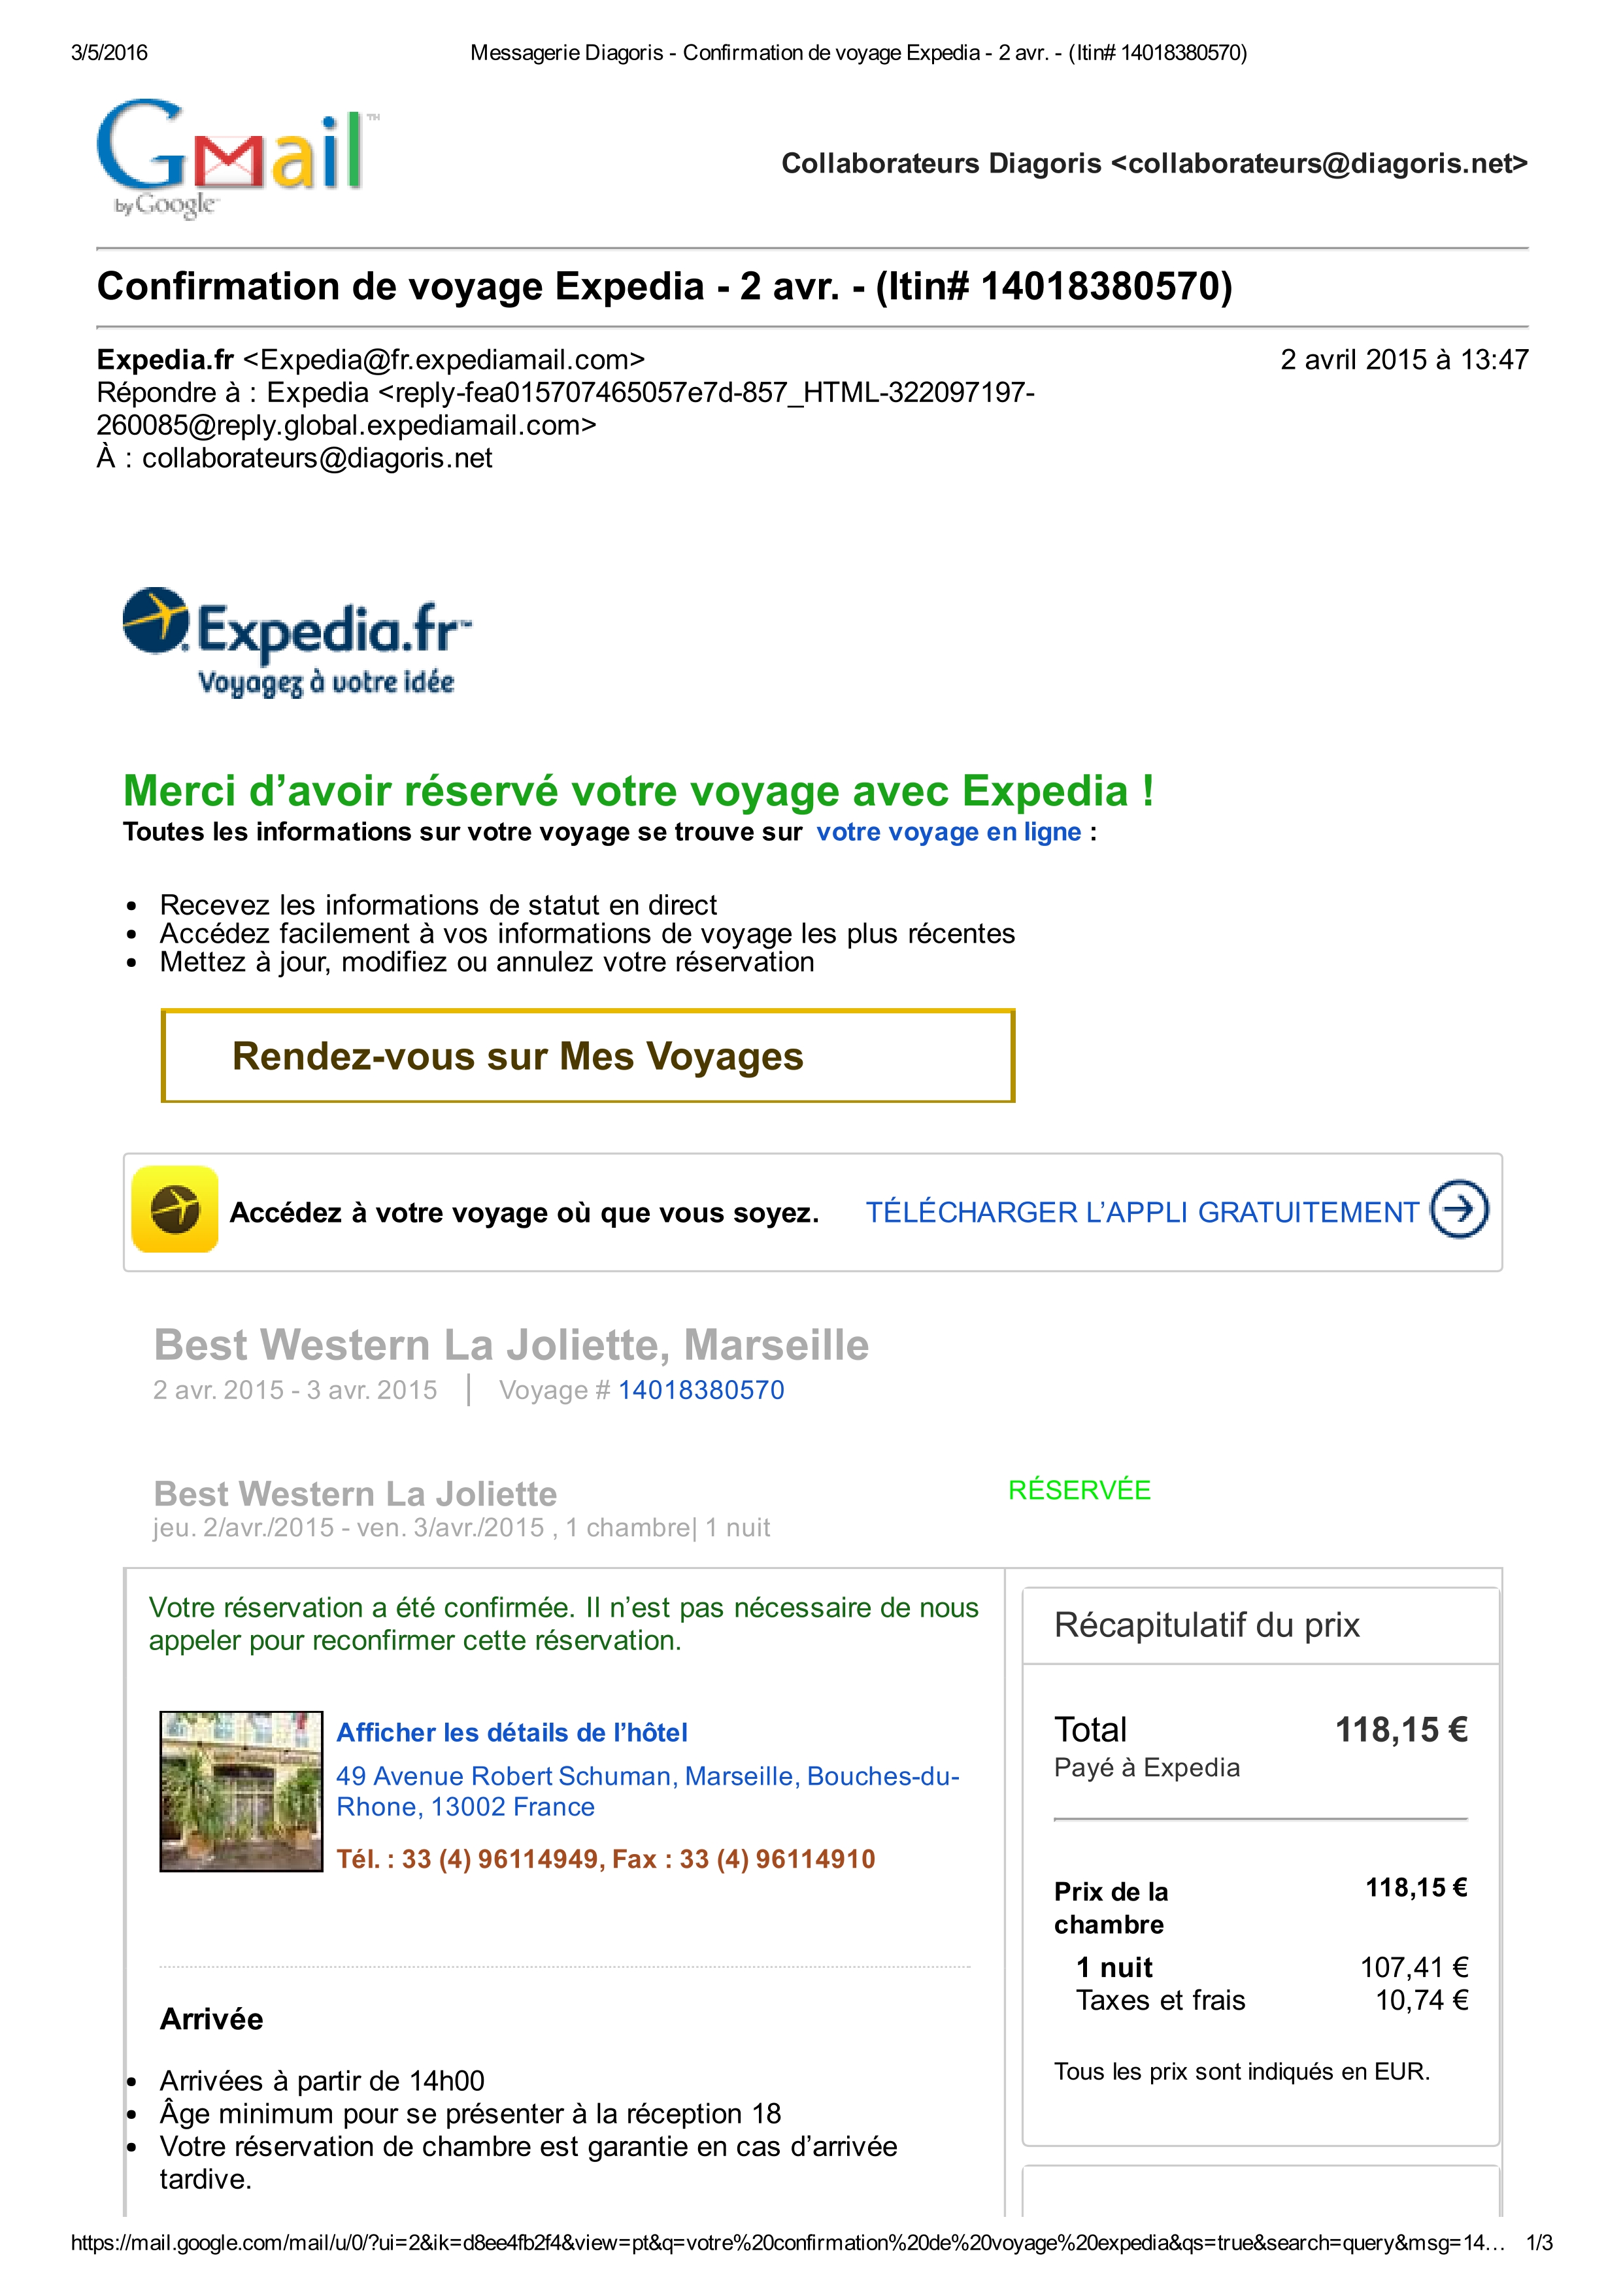 3/5/2016 Messagerie Diagoris - Confirmation de voyage Expedia - 2 avr. - (Itin# 14018380570)
Gmail™
by Google™
Collaborateurs Diagoris <collaborateurs@diagoris.net>
Confirmation de voyage Expedia - 2 avr. - (Itin# 14018380570)
Expedia.fr <Expedia@fr.expediamail.com> 2 avril 2015 à 13:47
Répondre à : Expedia <reply-fea015707465057e7d-857_HTML-322097197-
260085@reply.global.expediamail.com>
À : collaborateurs@diagoris.net
Expedia.fr™
Voyagez à votre idée
Merci d’avoir réservé votre voyage avec Expedia !
Toutes les informations sur votre voyage se trouve sur votre voyage en ligne :
• Recevez les informations de statut en direct
• Accédez facilement à vos informations de voyage les plus récentes
• Mettez à jour, modifiez ou annulez votre réservation
Rendez-vous sur Mes Voyages
Accédez à votre voyage où que vous soyez. TÉLÉCHARGER L’APPLI GRATUITEMENT
Best Western La Joliette, Marseille
2 avr. 2015 - 3 avr. 2015 | Voyage # 14018380570
Best Western La Joliette RÉSERVÉE
jeu. 2/avr./2015 - ven. 3/avr./2015 , 1 chambre| 1 nuit
Votre réservation a été confirmée. Il n’est pas nécessaire de nous
appeler pour reconfirmer cette réservation.
Afficher les détails de l’hôtel
49 Avenue Robert Schuman, Marseille, Bouches-du-
Rhone, 13002 France
Tél. : 33 (4) 96114949, Fax : 33 (4) 96114910
Arrivée
• Arrivées à partir de 14h00
• Âge minimum pour se présenter à la réception 18
• Votre réservation de chambre est garantie en cas d’arrivée
tardive.
Récapitulatif du prix
Total 118,15 €
Payé à Expedia
Prix de la 118,15 €
chambre
1 nuit 107,41 €
Taxes et frais 10,74 €
Tous les prix sont indiqués en EUR.
https://mail.google.com/mail/u/0/?ui=2&ik=d8ee4fb2f4&view=pt&q=votre%20confirmation%20de%20voyage%20expedia&qs=true&search=query&msg=14… 1/3